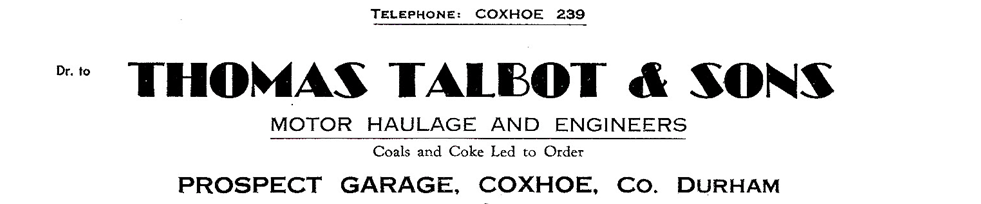 TELEPHONE: COXHOE 239
Dr. to THOMAS TALBOT & SONS
MOTOR HAULAGE AND ENGINEERS
Coals and Coke Led to Order
PROSPECT GARAGE, COXHOE, CO. DURHAM